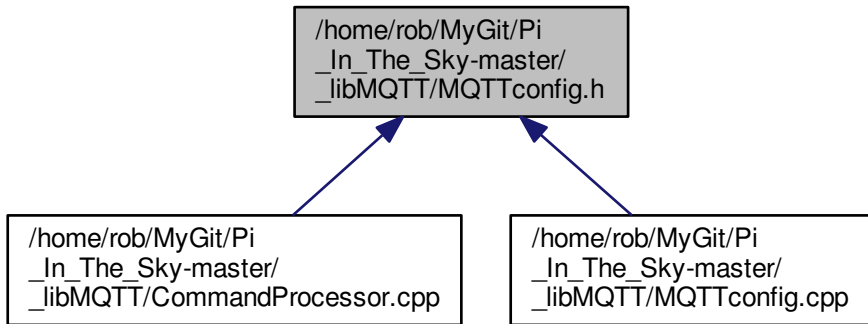 /home/rob/MyGit/Pi
_In_The_Sky-master/
_libMQTT/MQTTconfig.h
/home/rob/MyGit/Pi
_In_The_Sky-master/
_libMQTT/CommandProcessor.cpp
/home/rob/MyGit/Pi
_In_The_Sky-master/
_libMQTT/MQTTconfig.cpp